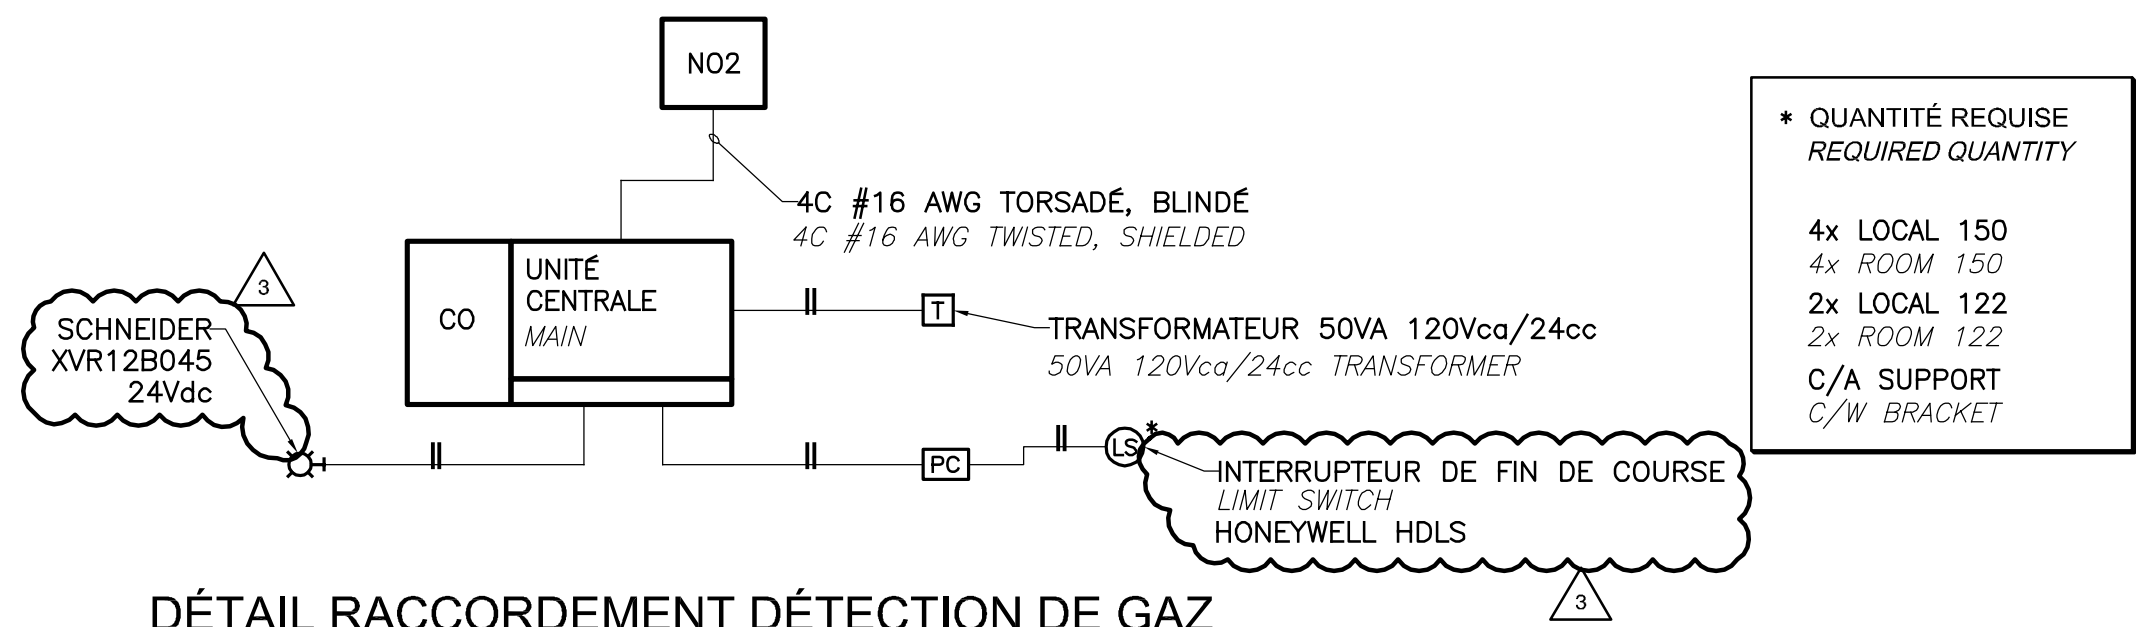 NO2
4C #16 AWG TORSADÉ, BLINDÉ
4C #16 AWG TWISTED, SHIELDED
* QUANTITÉ REQUISE
REQUIRED QUANTITY
4x LOCAL 150
4x ROOM 150
2x LOCAL 122
2x ROOM 122
C/A SUPPORT
C/W BRACKET
3
SCHNEIDER
XVR12B045
24Vdc
CO
UNITÉ
CENTRALE
MAIN
T
TRANSFORMATEUR 50VA 120Vca/24cc
50VA 120Vca/24cc TRANSFORMER
PC
LS
*
INTERRUPTEUR DE FIN DE COURSE
LIMIT SWITCH
HONEYWELL HDLS
3
DÉTAIL RACCORDEMENT DÉTECTION DE GAZ